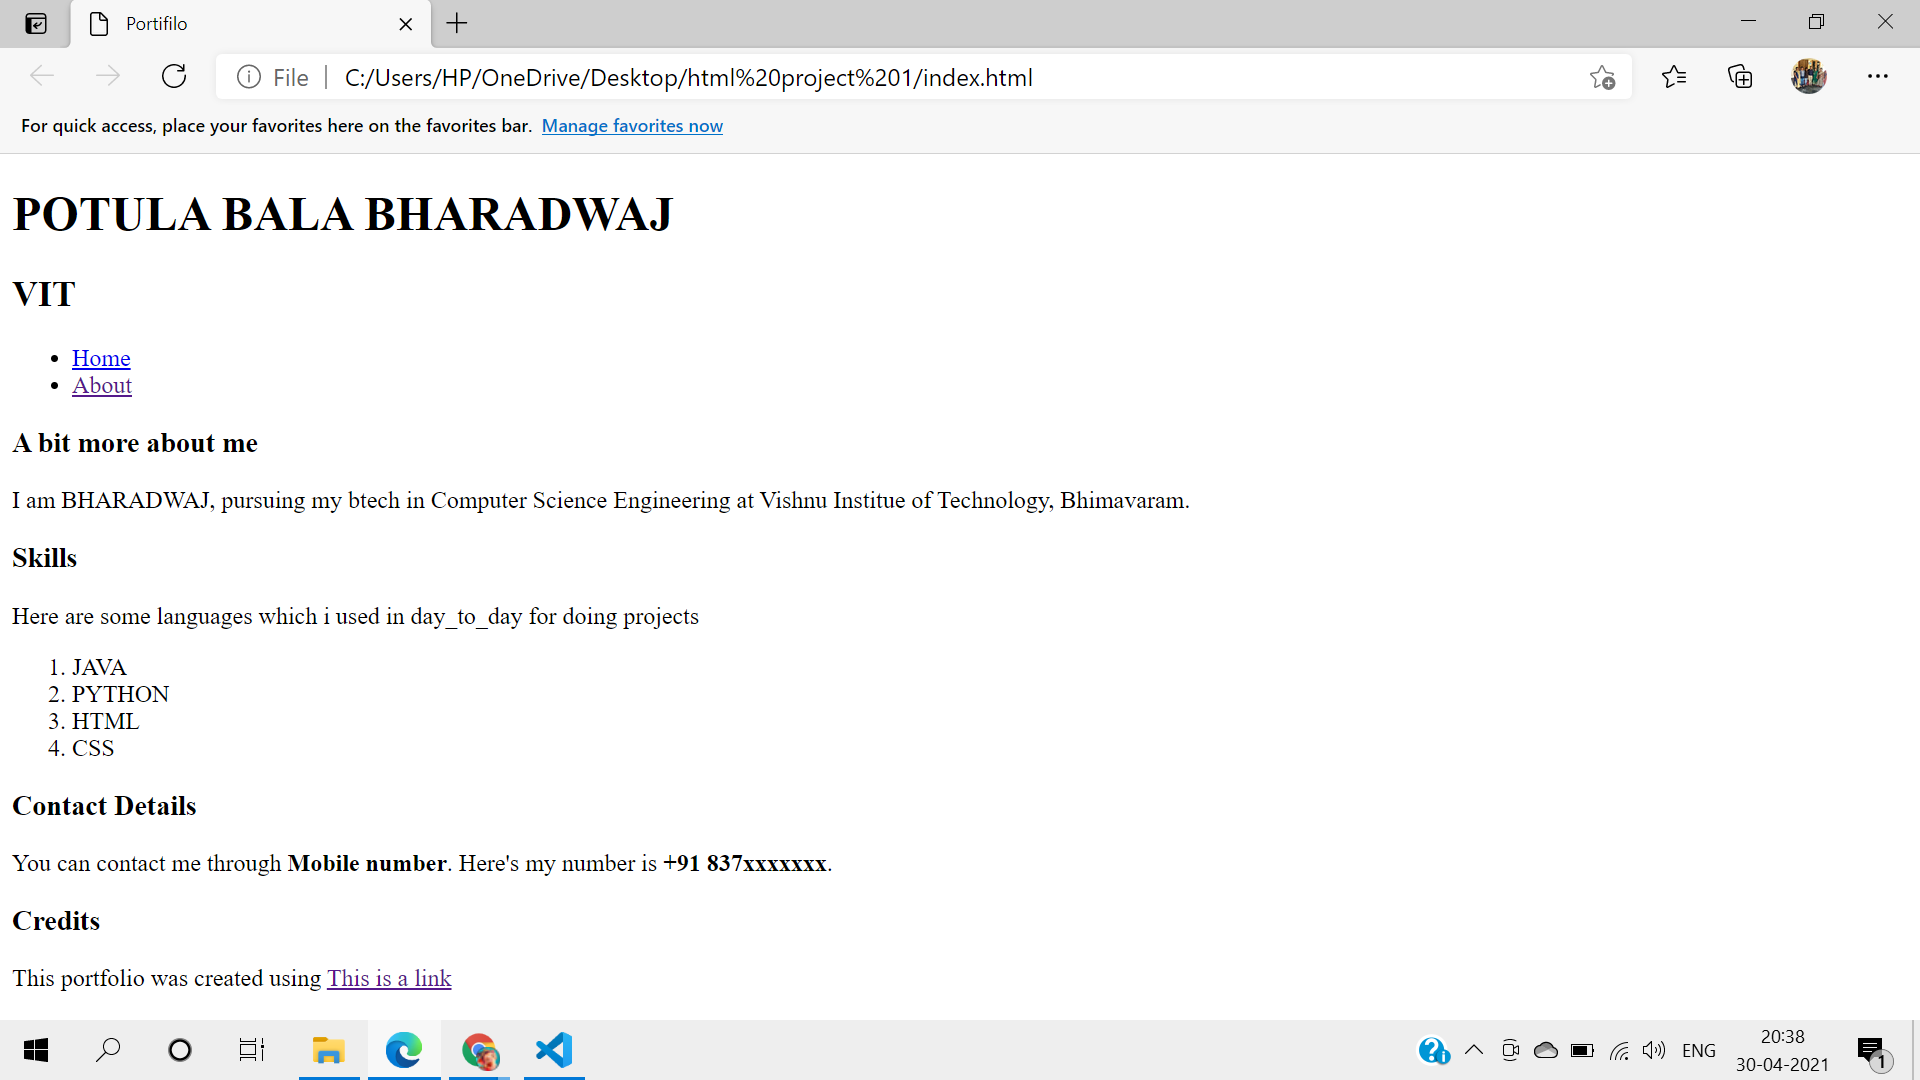 Portifilo
File
C:/Users/HP/OneDrive/Desktop/html%20project%201/index.html
For quick access, place your favorites here on the favorites bar. Manage favorites now
POTULA BALA BHARADWAJ
VIT
• Home
• About
A bit more about me
I am BHARADWAJ, pursuing my btech in Computer Science Engineering at Vishnu Institue of Technology, Bhimavaram.
Skills
Here are some languages which i used in day_to_day for doing projects
1. JAVA
2. PYTHON
3. HTML
4. CSS
Contact Details
You can contact me through Mobile number. Here's my number is +91 837xxxxxxx.
Credits
This portfolio was created using This is a link
ENG
20:38
30-04-2021
1